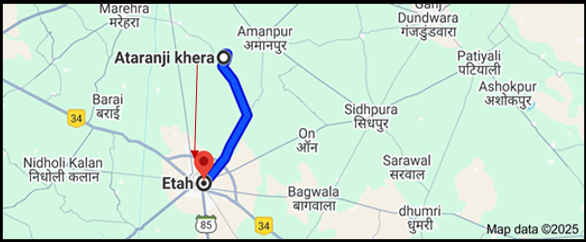 Marehra
मारेहरा
Amanpur
अमानपुर
Ganj
Dundwara
गंजडुंडवारा
Ataranji khera
Patiyali
पटियाली
Ashokpur
अशोकपुर
Barai
बराई
34
Sidhpura
सिधपुर
On
ऑन
Nidholi Kalan
निधोली कलान
Sarawal
सरवाल
Etah
Bagwala
बागवाला
dhumri
धुमरी
85
34
Map data ©2025